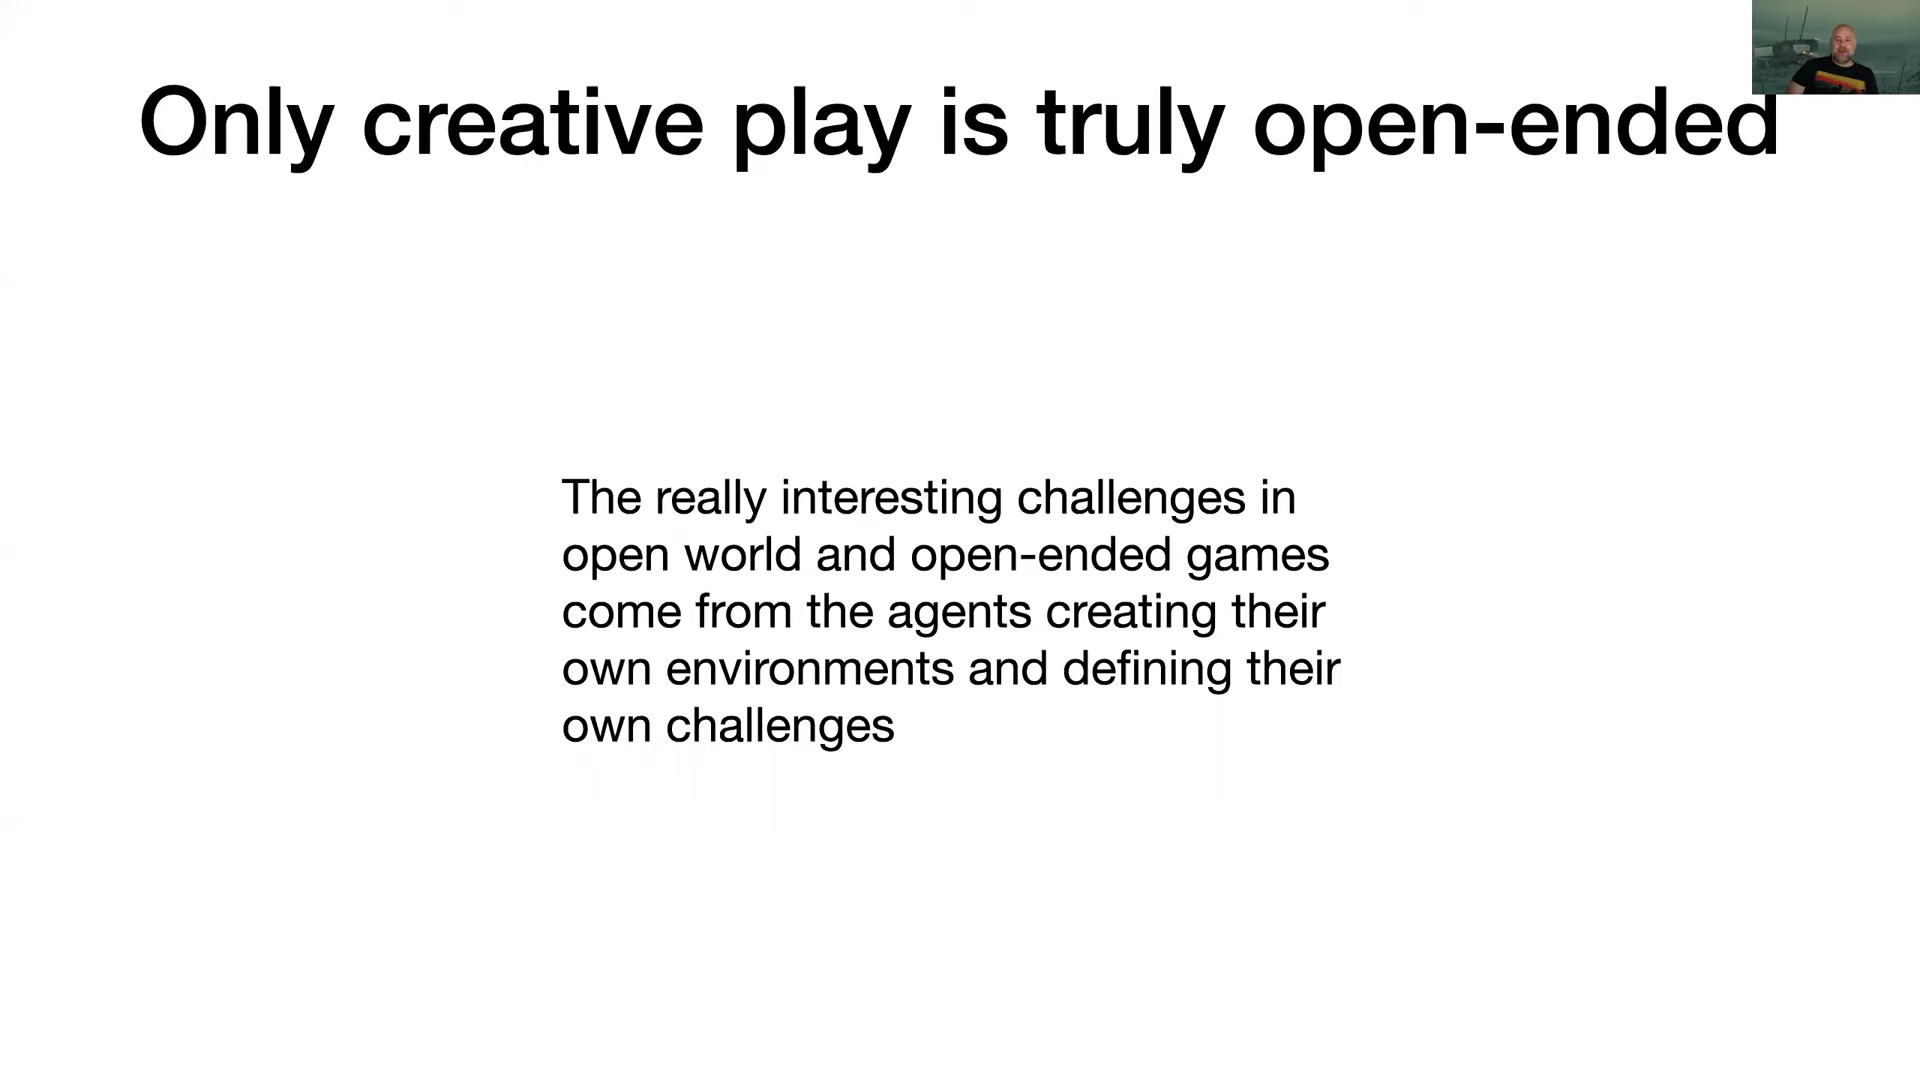 Only creative play is truly open-ended
The really interesting challenges in
open world and open-ended games
come from the agents creating their
own environments and defining their
own challenges